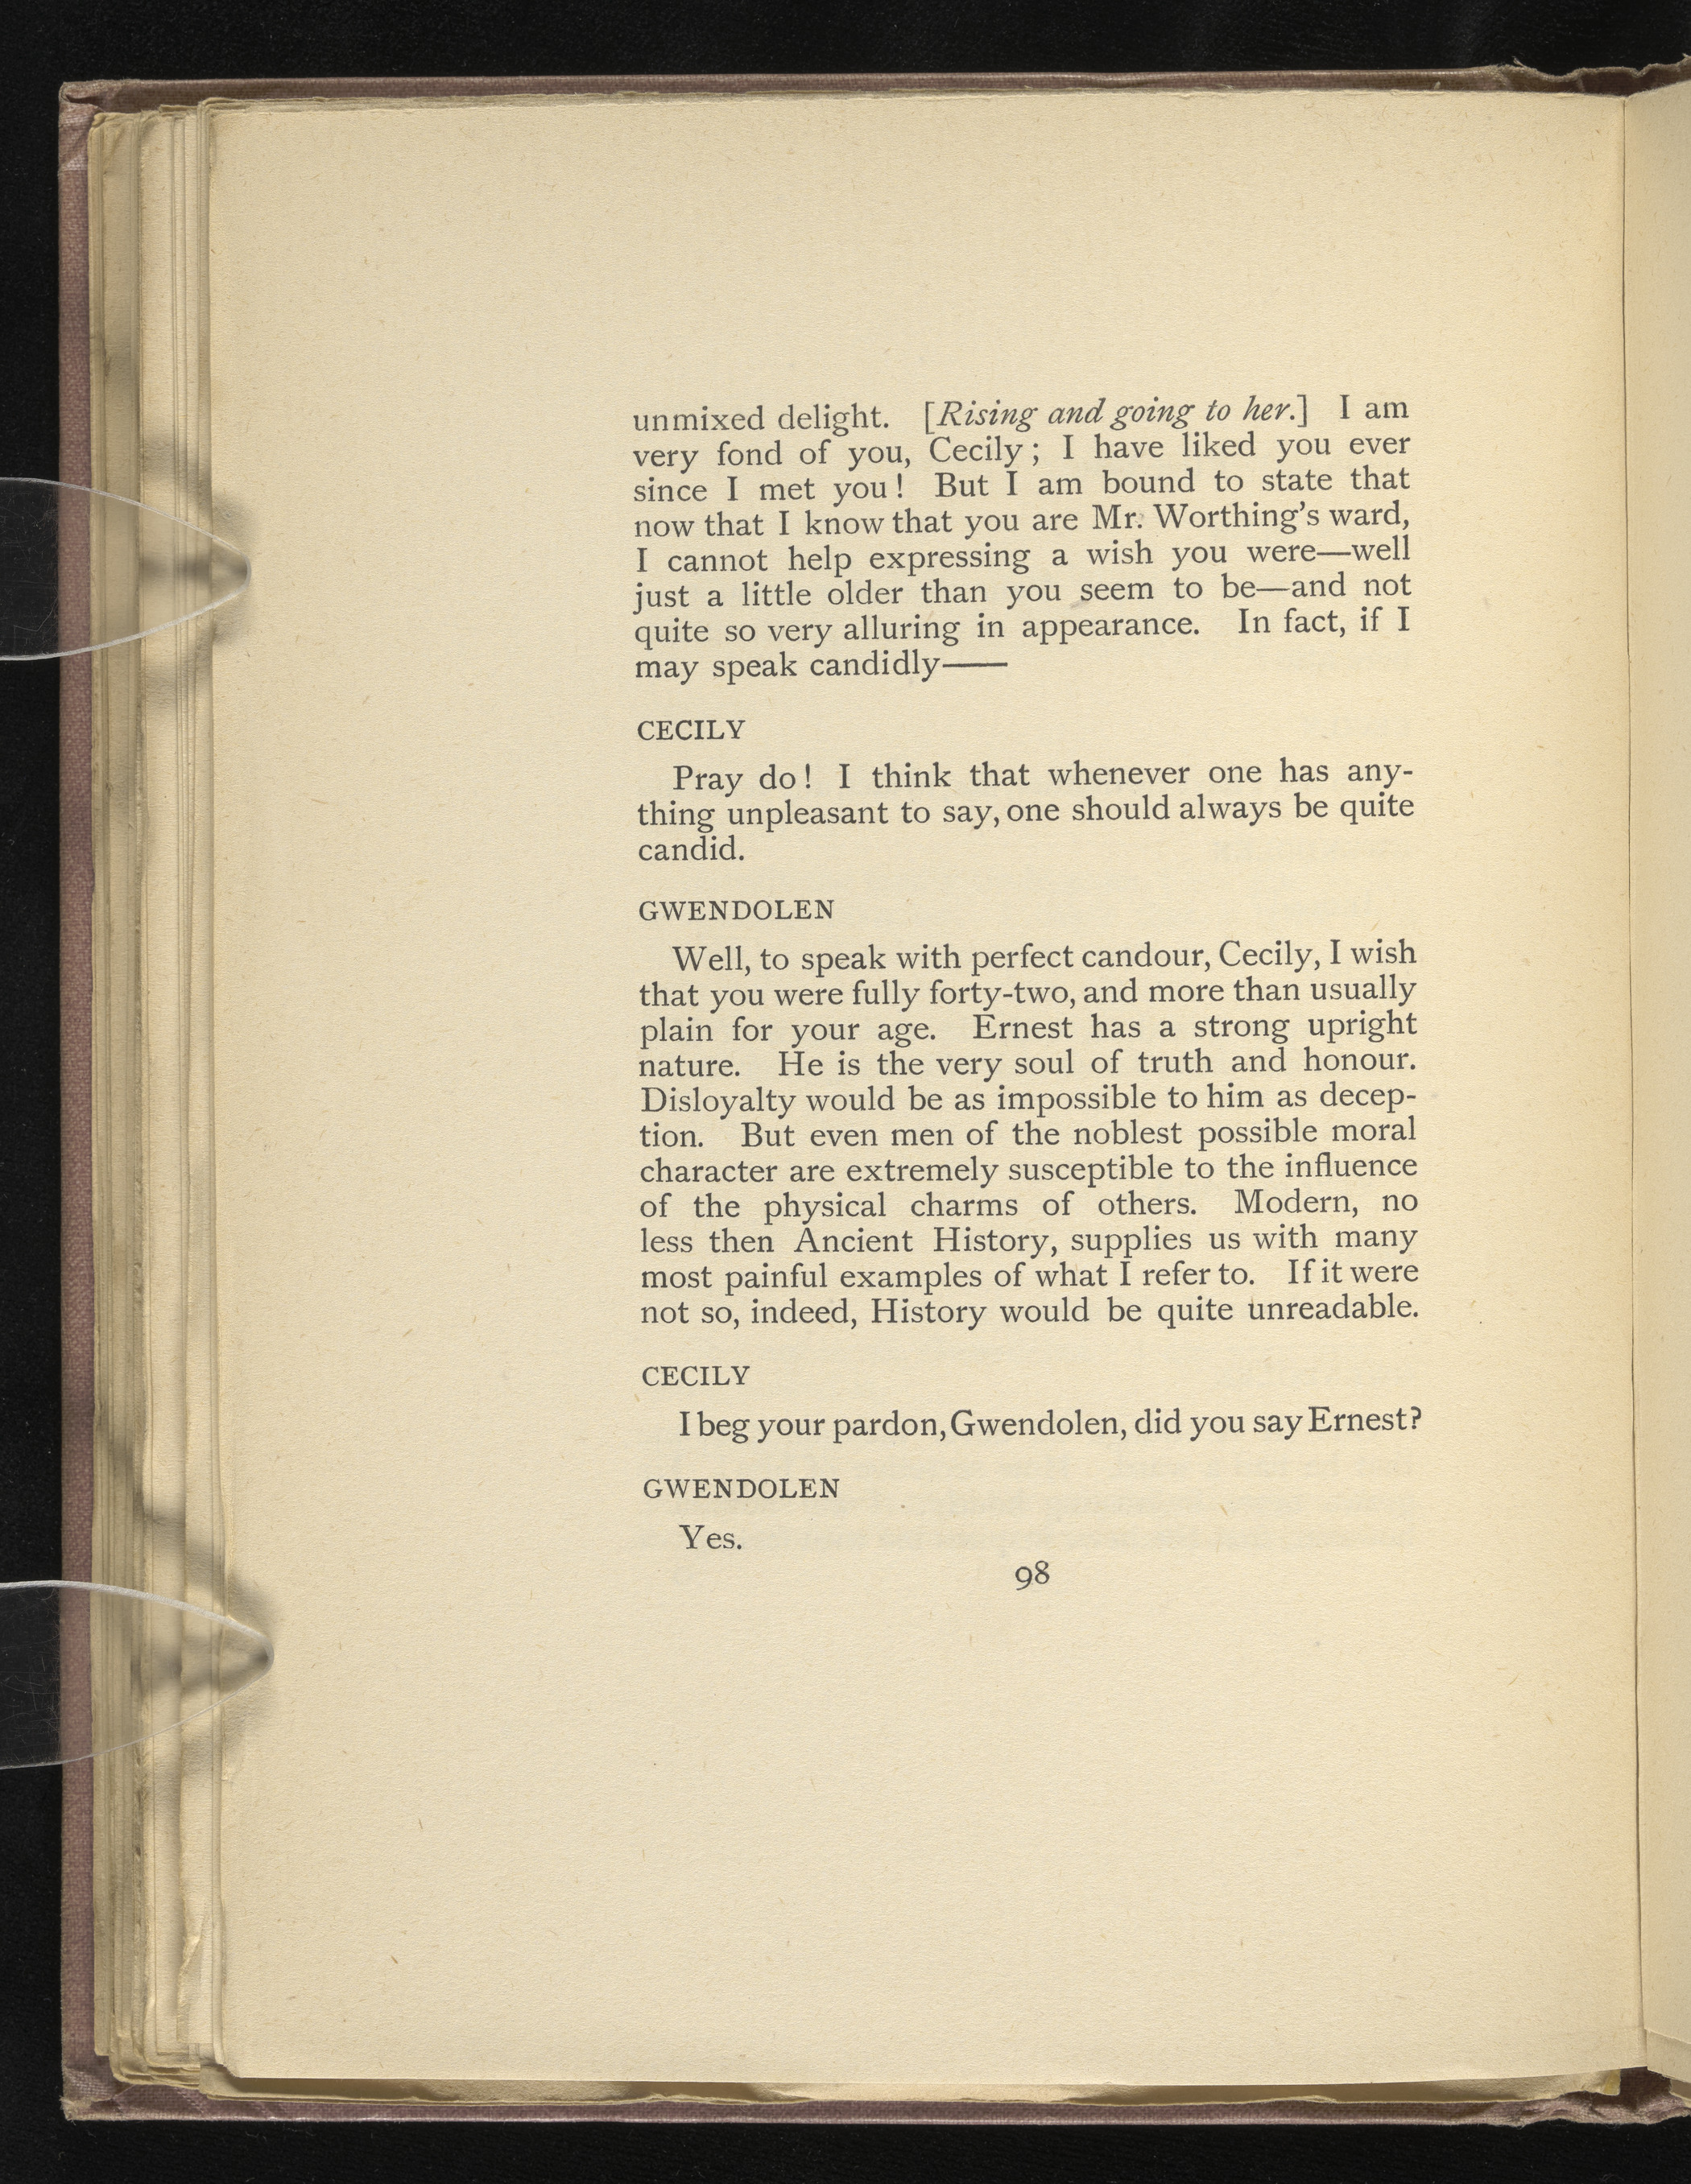 unmixed delight. [Rising and going to her.] I am
very fond of you, Cecily; I have liked you ever
since I met you! But I am bound to state that
now that I know that you are Mr. Worthing's ward,
I cannot help expressing a wish you were—well
just a little older than you seem to be—and not
quite so very alluring in appearance. In fact, if I
may speak candidly——
CECILY
Pray do! I think that whenever one has any-
thing unpleasant to say, one should always be quite
candid.
GWENDOLEN
Well, to speak with perfect candour, Cecily, I wish
that you were fully forty-two, and more than usually
plain for your age. Ernest has a strong upright
nature. He is the very soul of truth and honour.
Disloyalty would be as impossible to him as decep-
tion. But even men of the noblest possible moral
character are extremely susceptible to the influence
of the physical charms of others. Modern, no
less then Ancient History, supplies us with many
most painful examples of what I refer to. If it were
not so, indeed, History would be quite unreadable.
CECILY
I beg your pardon, Gwendolen, did you say Ernest?
GWENDOLEN
Yes.
98